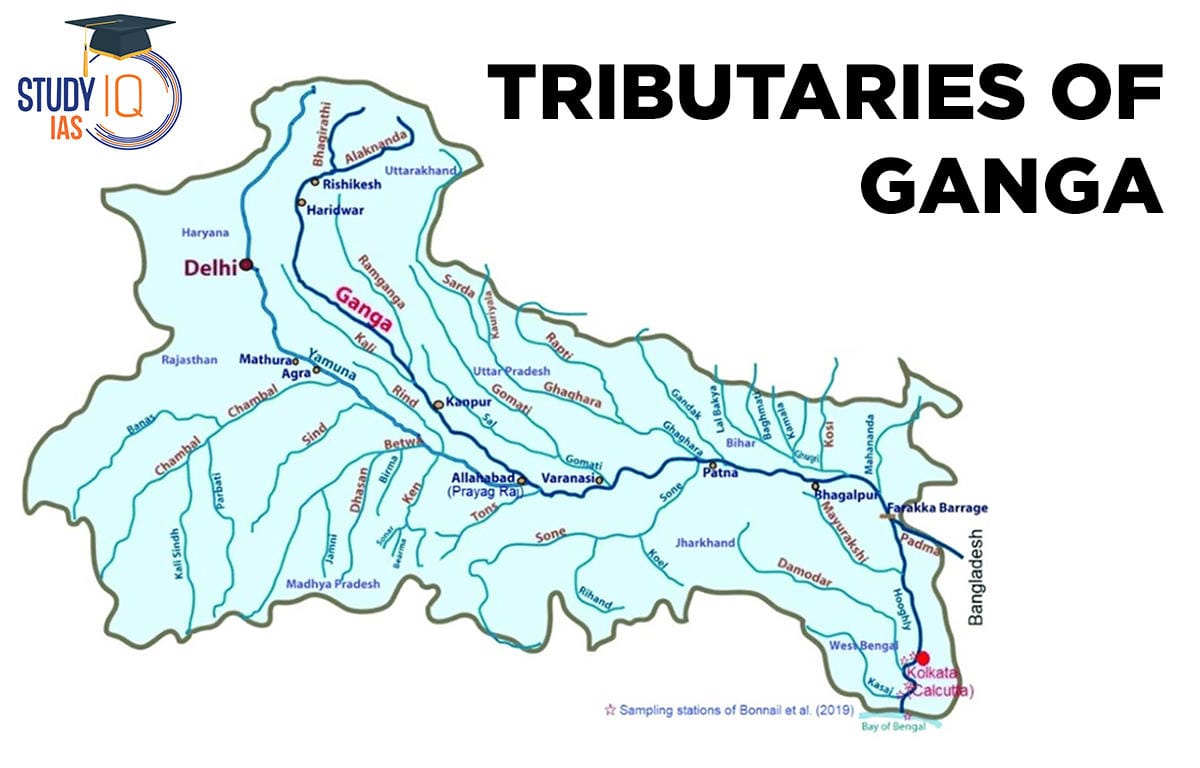 STUDY IQ
IAS
TRIBUTARIES OF
GANGA
Bhagirathi
Alaknanda
Uttarakhand
Rishikesh
Haridwar
Haryana
Delhi
Ramganga
Sarda
Kauriyala
Ganga
Kali
Rapti
Rajasthan
Mathura
Yamuna
Agra
Uttar Pradesh
Rind
Gomati
Ghaghara
Kanpur
Sal
Gandak
Lal Bakya
Baghmati
Kamala
Kosi
Mahananda
Banas
Chambal
Chambal
Sind
Betwa
Ghaghara
Bihar
Ghugri
Gomati
Parbati
Dhasan
Birma
Ken
Allahabad
(Prayag Raj)
Varanasi
Patna
Sone
Bhagalpur
Farakka Barrage
Tons
Mayurakshi
Padma
Kali Sindh
Jamni
Sonar
Bearma
Sone
Koel
Jharkhand
Damodar
Bangladesh
Madhya Pradesh
Rihand
Hooghly
West Bengal
Kolkata
(Calcutta)
Kasai
☆ Sampling stations of Bonnail et al. (2019)
Bay of Bengal